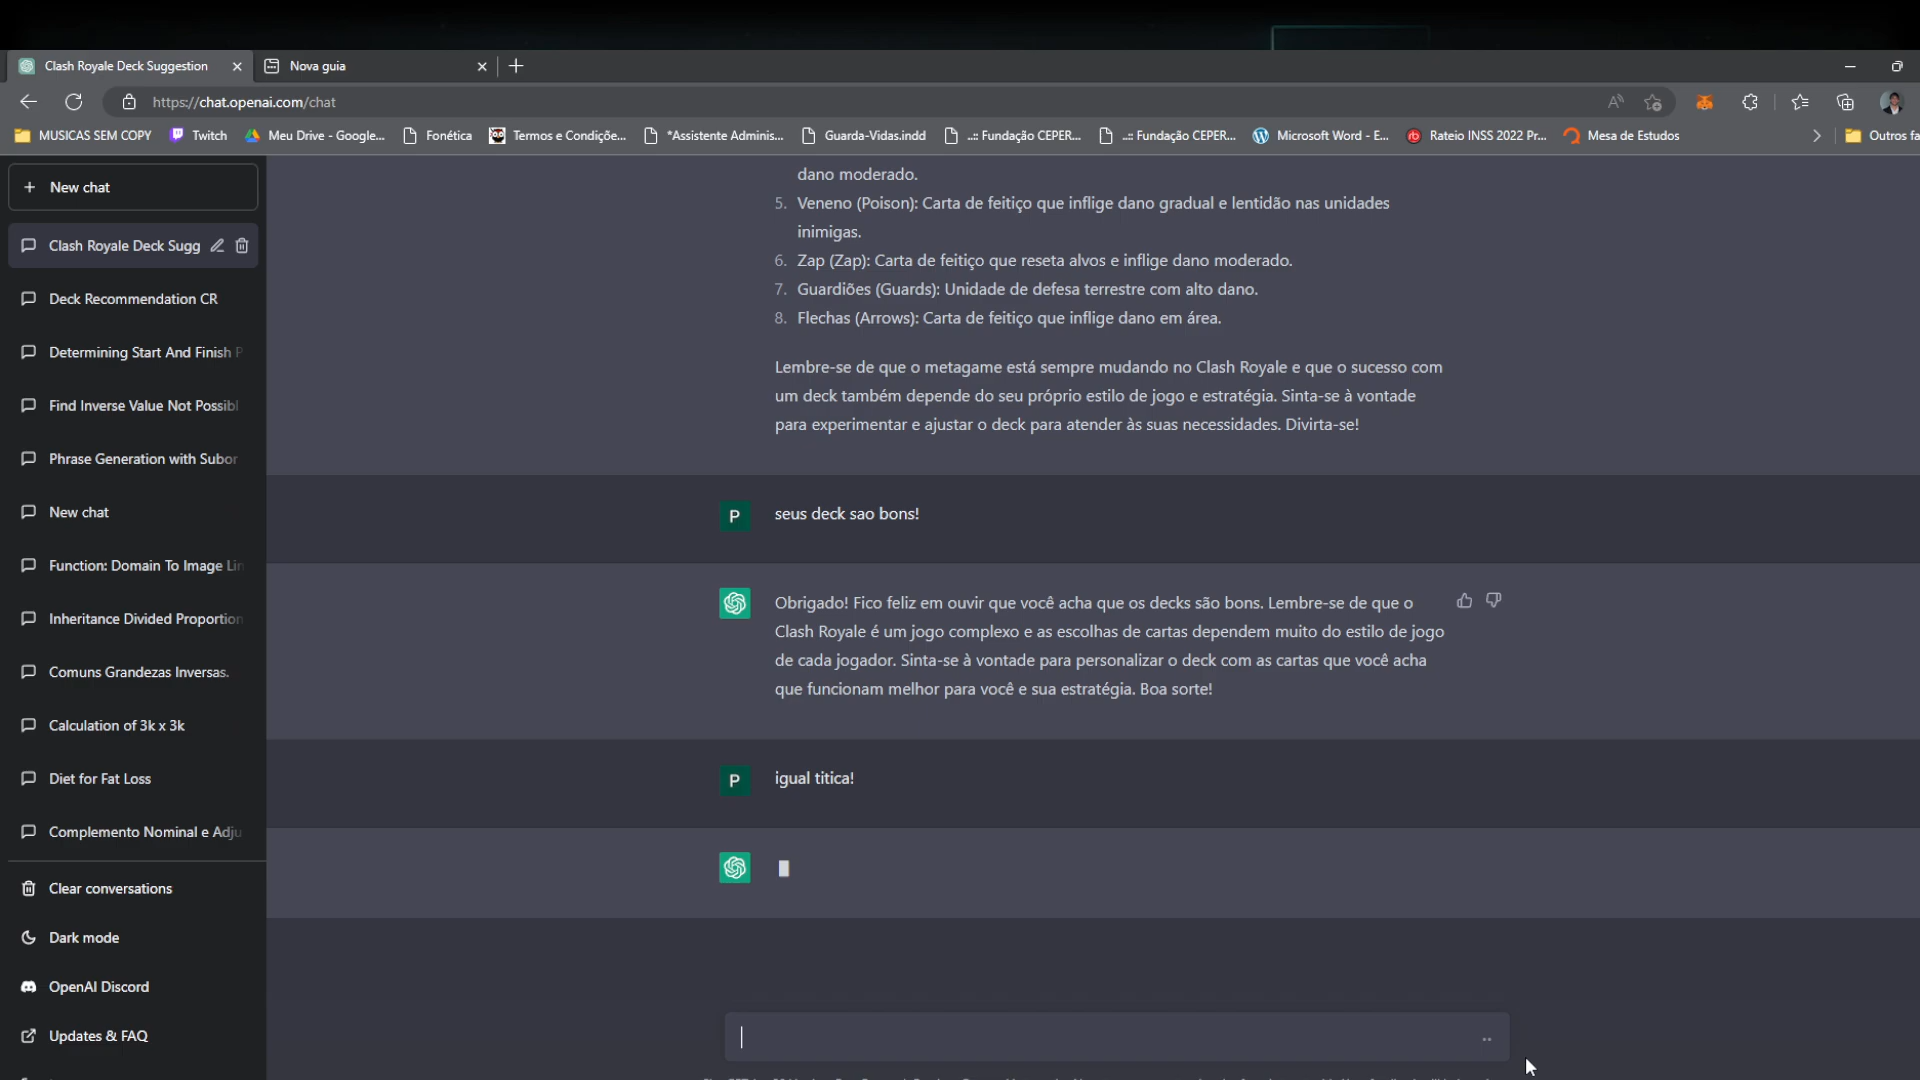 Clash Royale Deck Suggestion
Nova guia
https://chat.openai.com/chat
MUSICAS SEM COPY
Twitch
Meu Drive - Google...
Fonética
Termos e Condiçõe...
*Assistente Adminis...
Guarda-Vidas.indd
..:: Fundação CEPER...
..:: Fundação CEPER...
Microsoft Word - E...
Rateio INSS 2022 Pr...
Mesa de Estudos
Outros fa
New chat
Clash Royale Deck Sugg
Deck Recommendation CR
Determining Start And Finish P
Find Inverse Value Not Possibl
Phrase Generation with Subor
New chat
Function: Domain To Image Lin
Inheritance Divided Proportion
Comuns Grandezas Inversas.
Calculation of 3k x 3k
Diet for Fat Loss
Complemento Nominal e Adju
Clear conversations
Dark mode
OpenAI Discord
Updates & FAQ
dano moderado.
5. Veneno (Poison): Carta de feitiço que inflige dano gradual e lentidão nas unidades
inimigas.
6. Zap (Zap): Carta de feitiço que reseta alvos e inflige dano moderado.
7. Guardiões (Guards): Unidade de defesa terrestre com alto dano.
8. Flechas (Arrows): Carta de feitiço que inflige dano em área.
Lembre-se de que o metagame está sempre mudando no Clash Royale e que o sucesso com
um deck também depende do seu próprio estilo de jogo e estratégia. Sinta-se à vontade
para experimentar e ajustar o deck para atender às suas necessidades. Divirta-se!
P
seus deck sao bons!
Obrigado! Fico feliz em ouvir que você acha que os decks são bons. Lembre-se de que o
Clash Royale é um jogo complexo e as escolhas de cartas dependem muito do estilo de jogo
de cada jogador. Sinta-se à vontade para personalizar o deck com as cartas que você acha
que funcionam melhor para você e sua estratégia. Boa sorte!
P
igual titica!